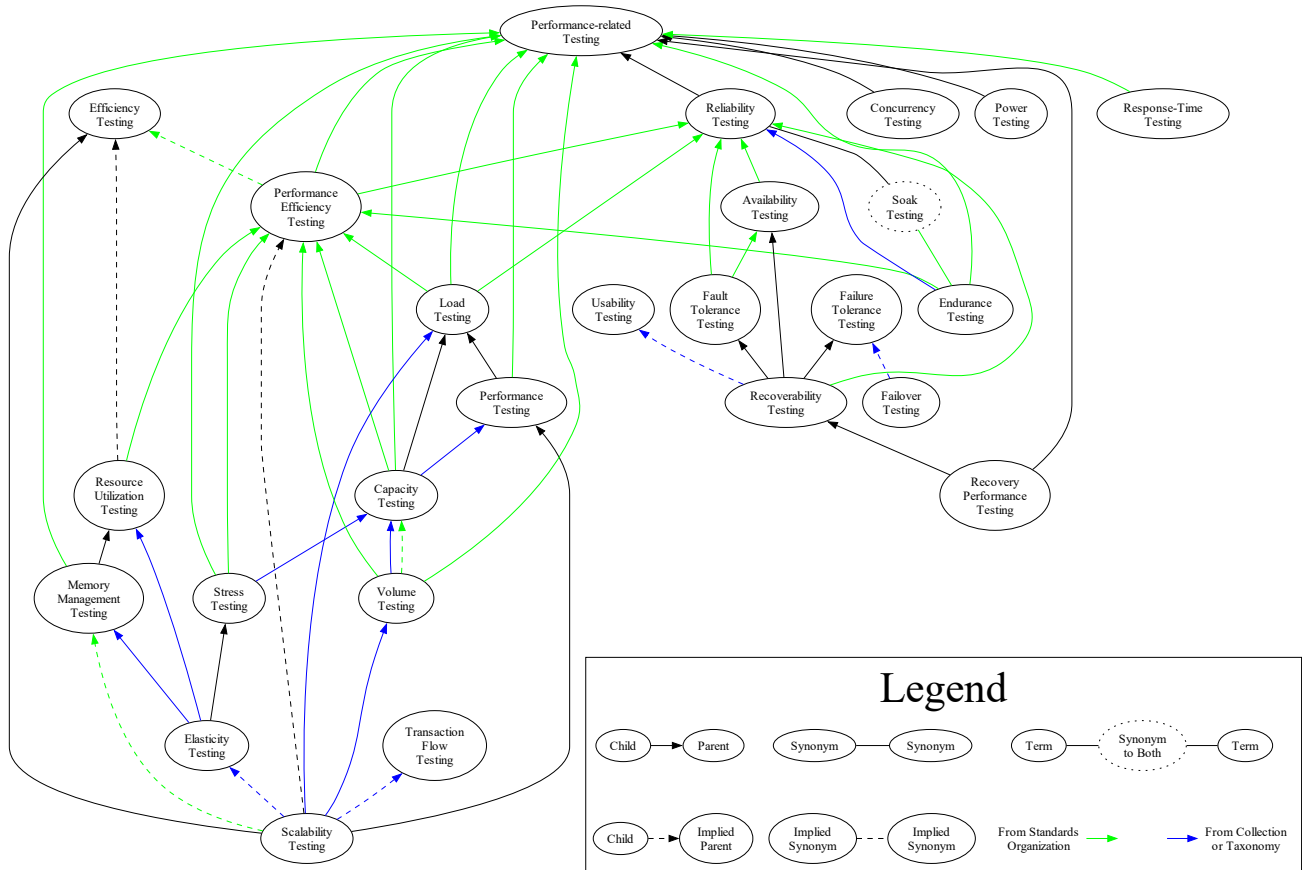 Performance-related
Testing
Efficiency
Testing
Reliability
Testing
Concurrency
Testing
Power
Testing
Response-Time
Testing
Performance
Efficiency
Testing
Availability
Testing
Soak
Testing
Load
Testing
Usability
Testing
Fault
Tolerance
Testing
Failure
Tolerance
Testing
Endurance
Testing
Performance
Testing
Recoverability
Testing
Failover
Testing
Resource
Utilization
Testing
Capacity
Testing
Recovery
Performance
Testing
Memory
Management
Testing
Stress
Testing
Volume
Testing
Elasticity
Testing
Transaction
Flow
Testing
Scalability
Testing
Legend
Child
Parent
Synonym
Synonym
Term
Synonym
to Both
Term
Child
Implied
Parent
Implied
Synonym
Implied
Synonym
From Standards
Organization
From Collection
or Taxonomy